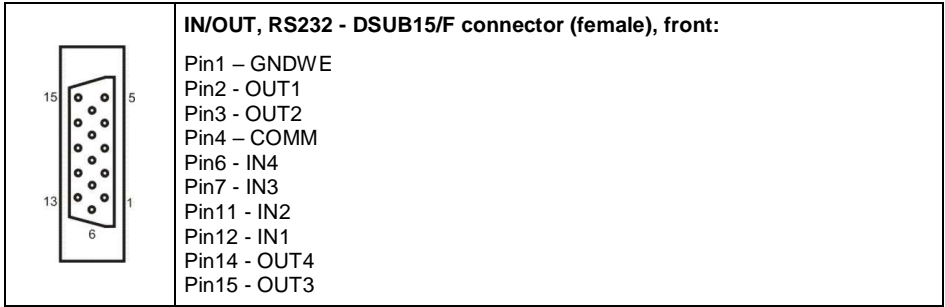 IN/OUT, RS232 - DSUB15/F connector (female), front:
Pin1 – GNDWE
Pin2 - OUT1
Pin3 - OUT2
Pin4 – COMM
Pin6 - IN4
Pin7 - IN3
Pin11 - IN2
Pin12 - IN1
Pin14 - OUT4
Pin15 - OUT3
15 5
13 1
6